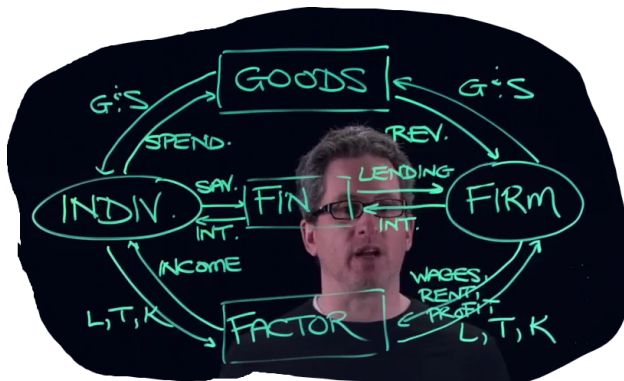 GOODS
G&S
G&S
SPEND.
REV.
SAV.
LENDING
INDIV.
FIN
FIRM
INT.
INT.
INCOME
WAGES,
RENT,
PROFIT
L, T, K
FACTOR
L, T, K